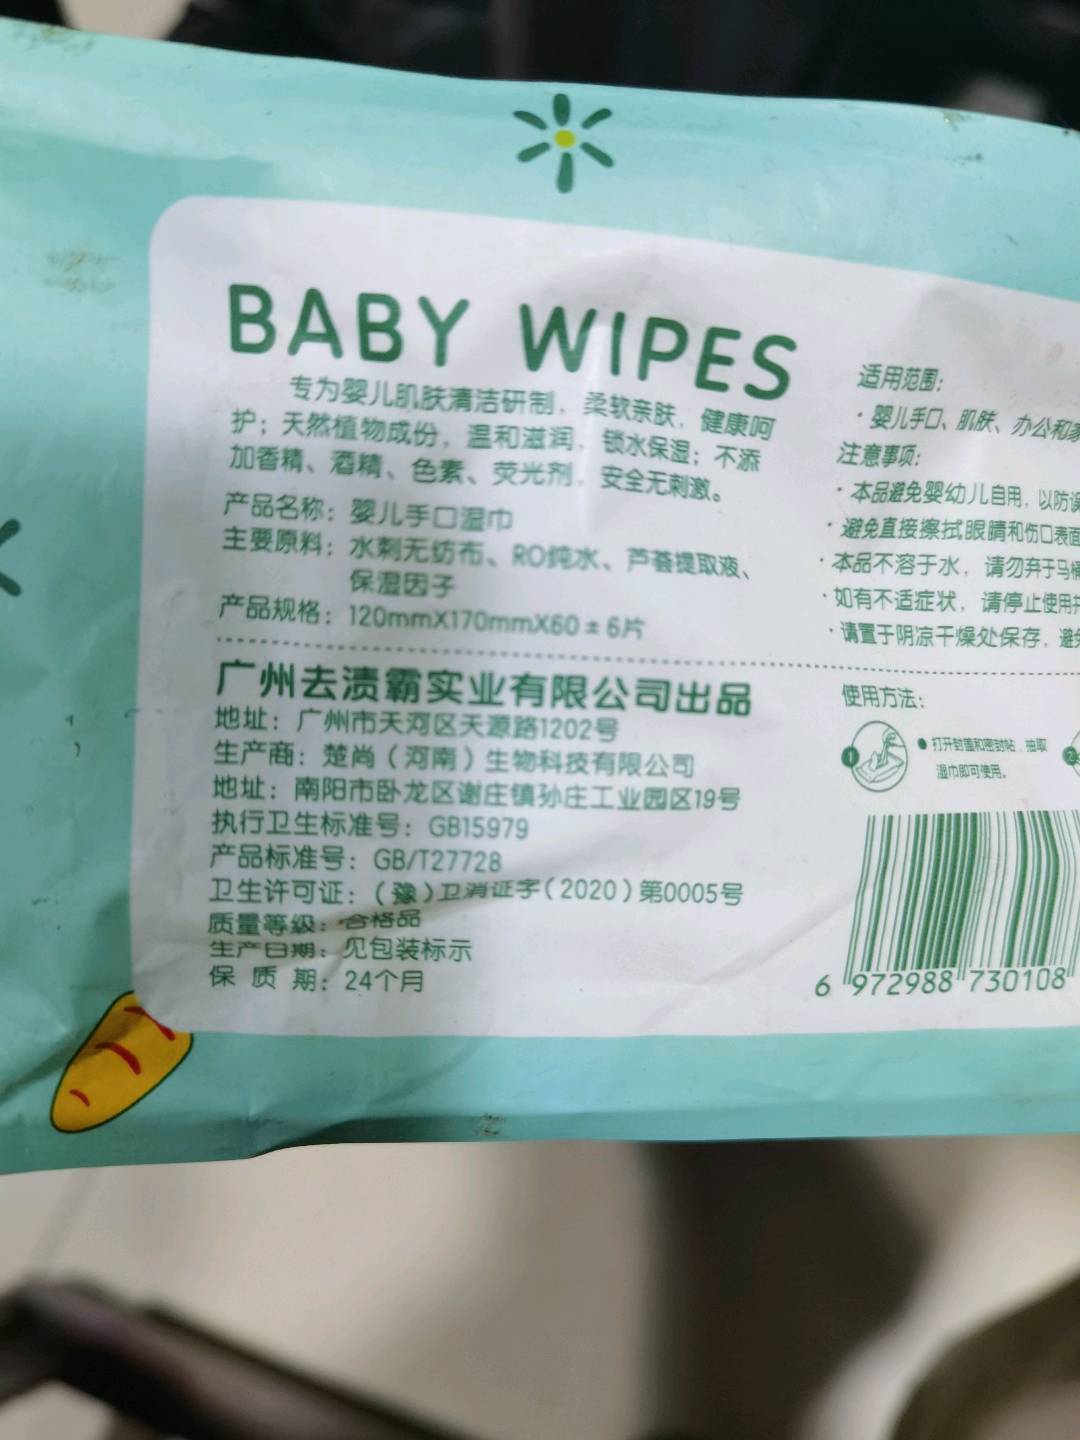 BABY WIPES
专为婴儿肌肤清洁研制，柔软亲肤，健康呵
护；天然植物成份，温和滋润，锁水保湿；不添
加香精、酒精、色素、荧光剂，安全无刺激。
产品名称：婴儿手口湿巾
主要原料：水刺无纺布、RO纯水、芦荟提取液、
保湿因子
产品规格：120mmX170mmX60±6片
广州去渍霸实业有限公司出品
地址：广州市天河区天源路1202号
生产商：楚尚（河南）生物科技有限公司
地址：南阳市卧龙区谢庄镇孙庄工业园区19号
执行卫生标准号：GB15979
产品标准号：GB/T27728
卫生许可证：（豫）卫消证字（2020）第0005号
质量等级：合格品
生产日期：见包装标示
保 质 期：24个月
适用范围：
·婴儿手口、肌肤、办公和家
注意事项：
·本品避免婴幼儿自用，以防误
·避免直接擦拭眼睛和伤口表面
·本品不溶于水，请勿弃于马桶
·如有不适症状，请停止使用并
·请置于阴凉干燥处保存，避免
使用方法：
1 ●打开封盖和密封帖，抽取
湿巾即可使用。
2
6 972988 730108